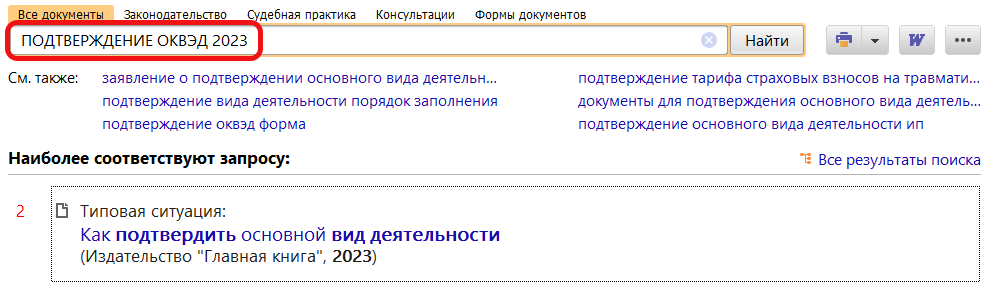 Все документы Законодательство Судебная практика Консультации Формы документов
ПОДТВЕРЖДЕНИЕ ОКВЭД 2023 Найти W
См. также: заявление о подтверждении основного вида деятельн... подтверждение тарифа страховых взносов на травмати...
подтверждение вида деятельности порядок заполнения документы для подтверждения основного вида деятель...
подтверждение оквэд форма подтверждение основного вида деятельности ип
Наиболее соответствуют запросу: Все результаты поиска
2 Типовая ситуация:
Как подтвердить основной вид деятельности
(Издательство "Главная книга", 2023)